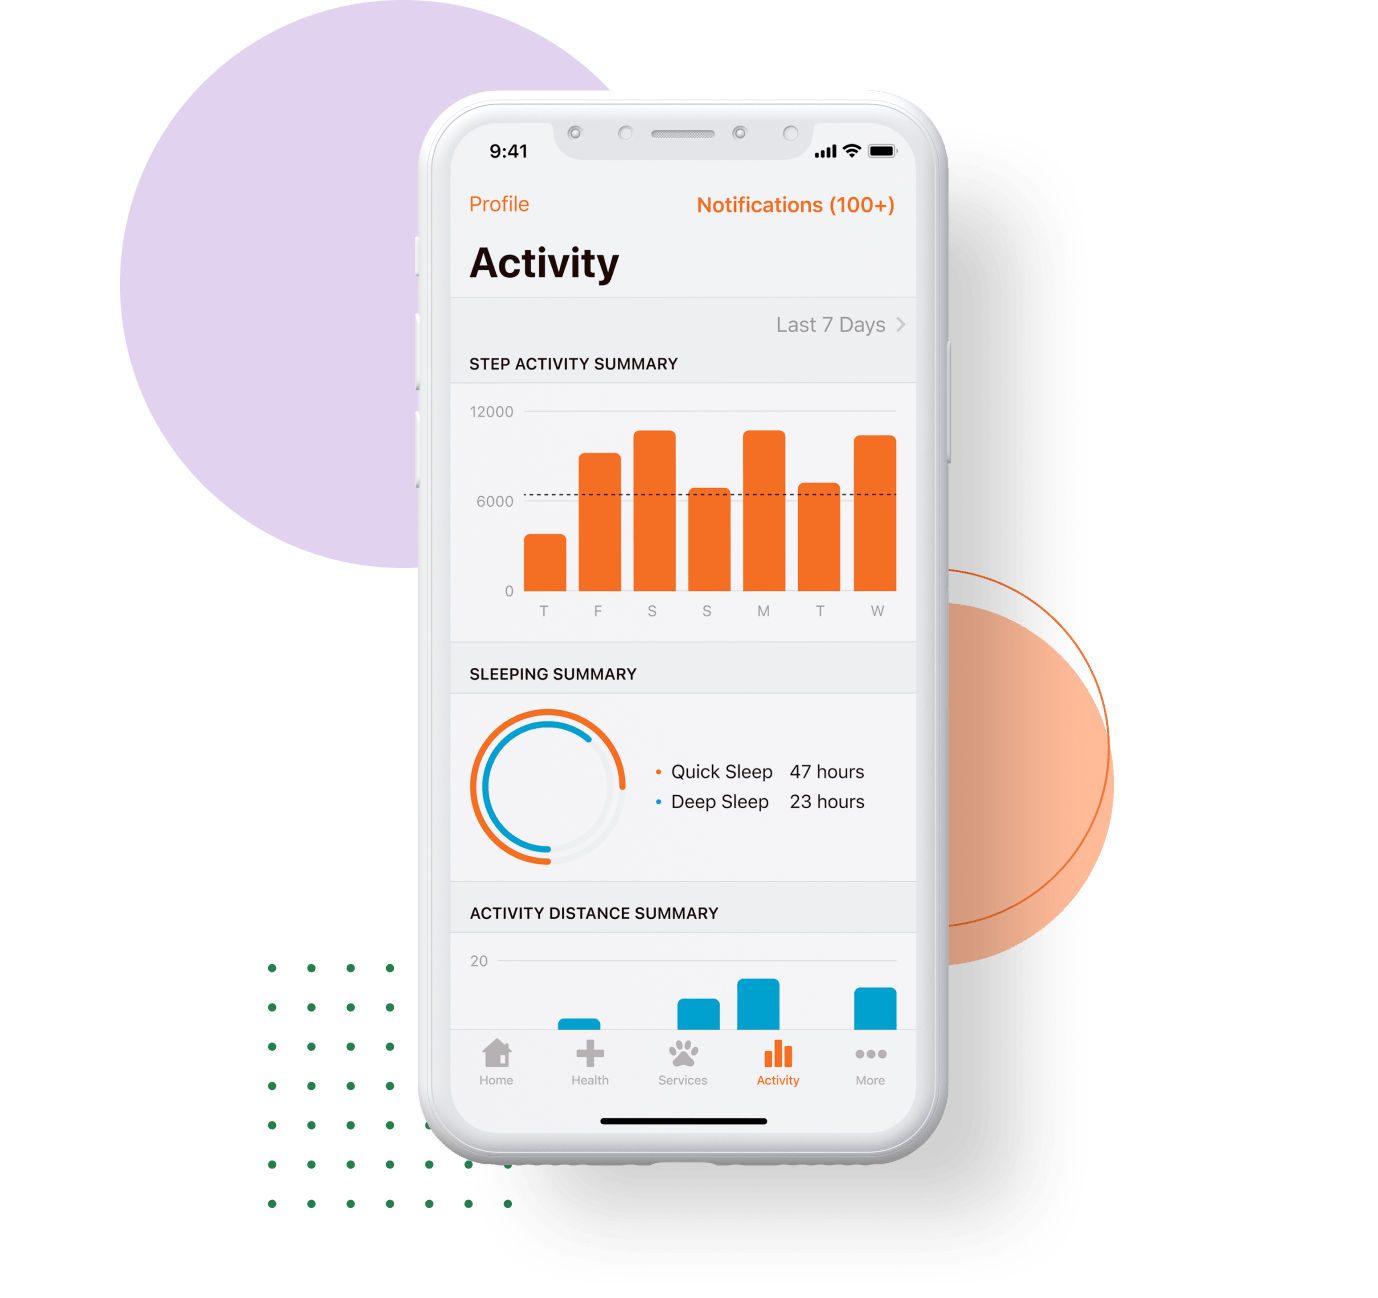 9:41
Profile Notifications (100+)
Activity
Last 7 Days
STEP ACTIVITY SUMMARY
12000
6000
0
T F S S M T W
SLEEPING SUMMARY
Quick Sleep 47 hours
Deep Sleep 23 hours
ACTIVITY DISTANCE SUMMARY
20
Home Health Services Activity More